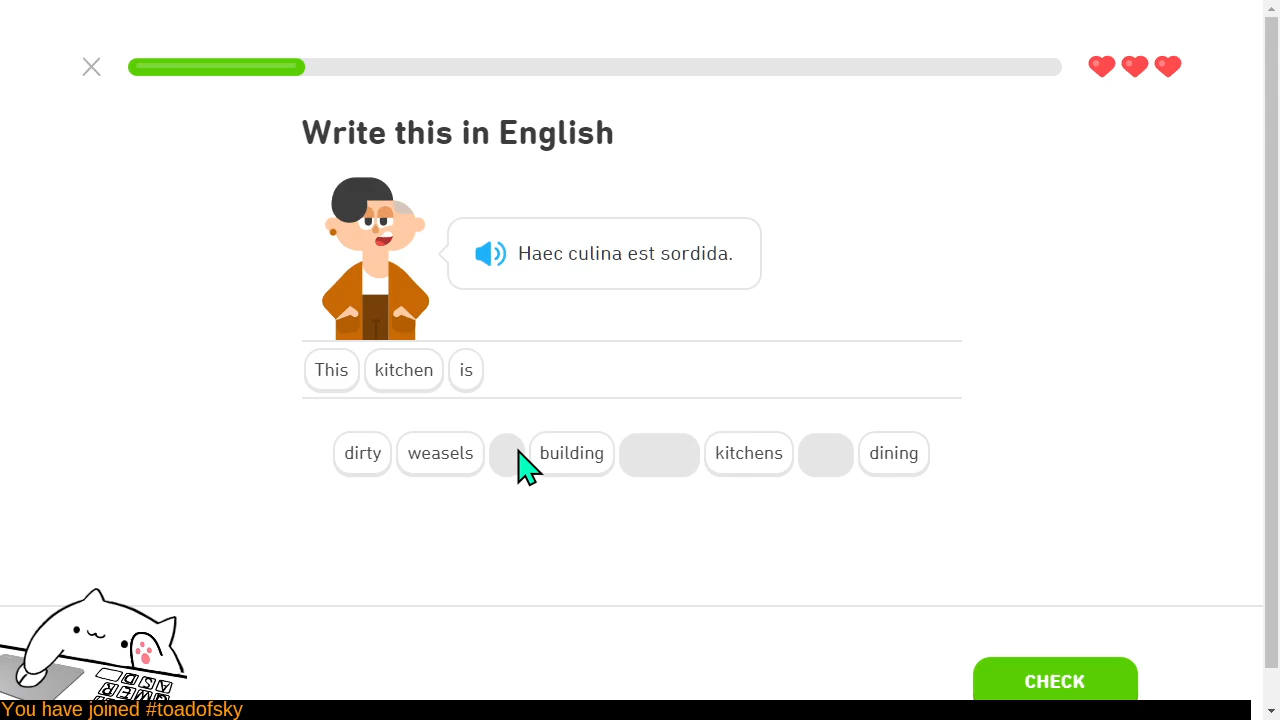 Write this in English
Haec culina est sordida.
This kitchen is
dirty weasels building kitchens dining
CHECK
You have joined #toadofsky